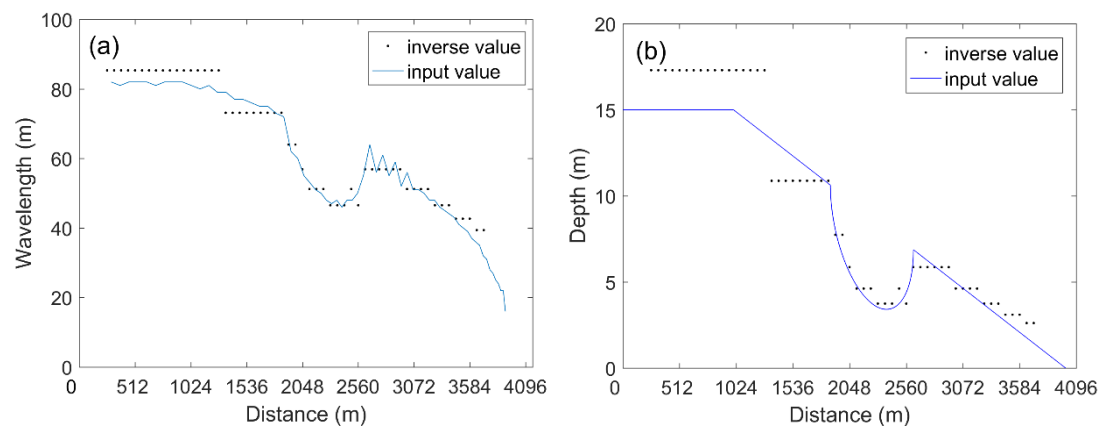 (a)
inverse value
input value
100
80
60
40
20
0
Wavelength (m)
0 512 1024 1536 2048 2560 3072 3584 4096
Distance (m)
(b)
inverse value
input value
20
15
10
5
0
Depth (m)
0 512 1024 1536 2048 2560 3072 3584 4096
Distance (m)